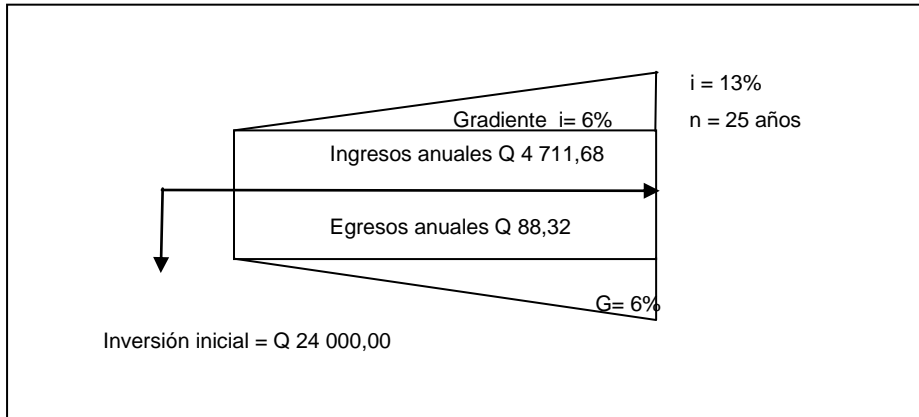 i = 13%
Gradiente i= 6%
n = 25 años
Ingresos anuales Q 4 711,68
Egresos anuales Q 88,32
G= 6%
Inversión inicial = Q 24 000,00